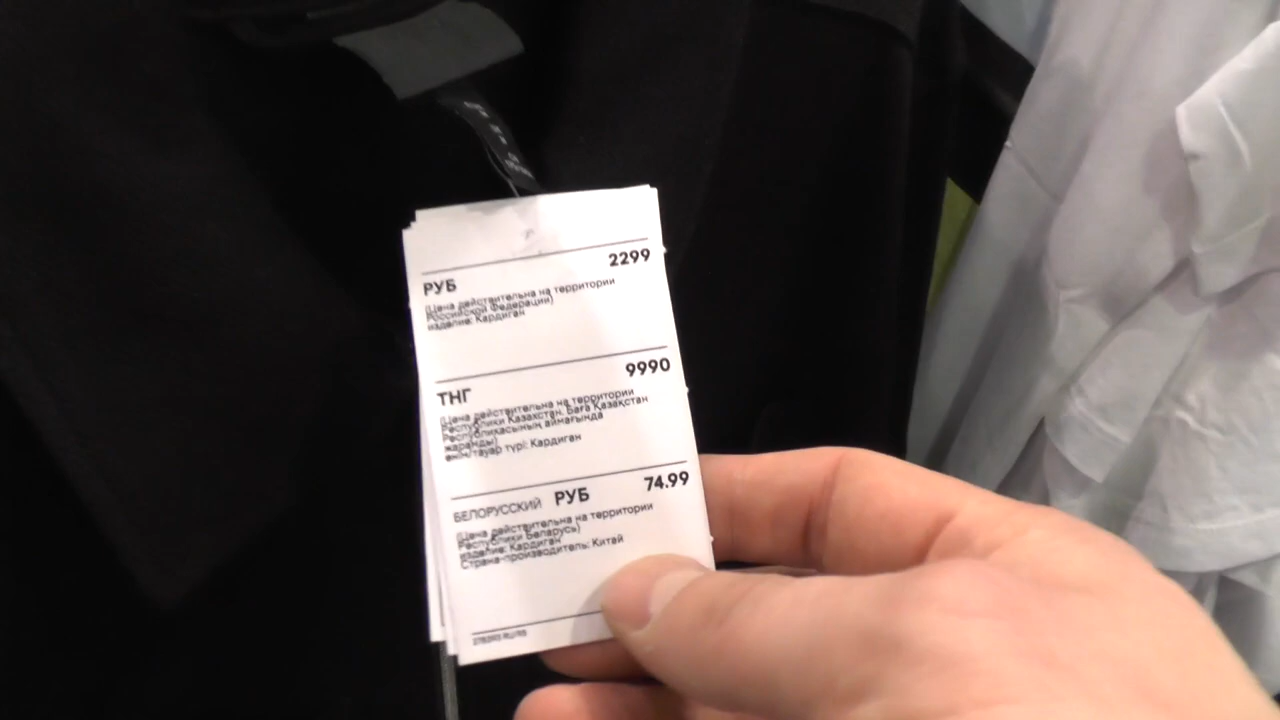 2299
РУБ
(Цена действительна на территории
Российской Федерации)
изделие: Кардиган
9990
ТНГ
(Цена действительна на территории
Республики Казахстан. Баға Қазақстан
Республикасының аймағында
жарамды)
өнім/тауар түрі: Кардиган
74.99
БЕЛОРУССКИЙ РУБ
(Цена действительна на территории
Республики Беларусь)
изделие: Кардиган
Страна-производитель: Китай